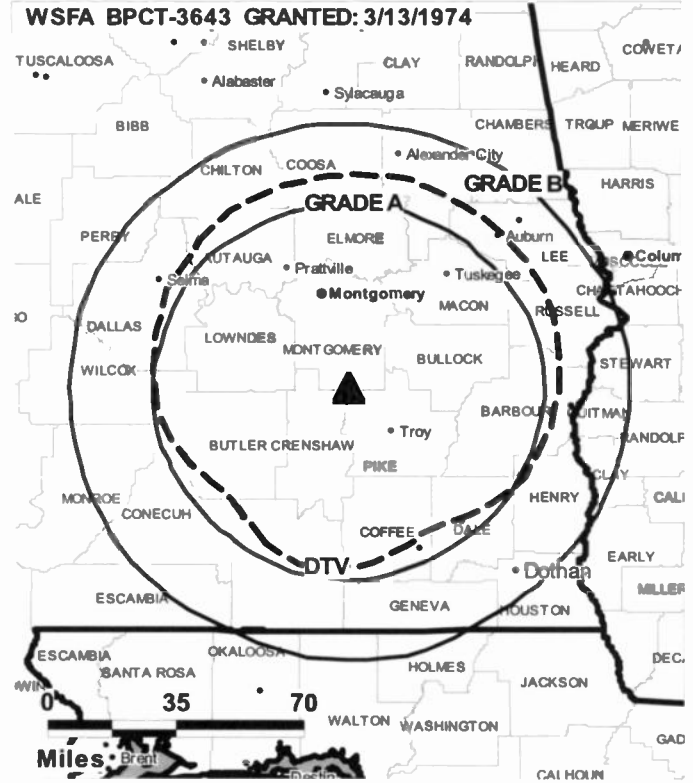 WSFA BPCT-3643 GRANTED: 3/13/1974
SHELBY
COWETA
TUSCALOOSA
CLAY
RANDOLPH
HEARD
Alabaster
Sylacauga
BIBB
CHAMBERS
TROUP
MERIWE
Alexander City
COOSA
CHILTON
GRADE B
HARRIS
ALE
GRADE A
PERRY
ELMORE
Auburn
AUTAUGA
LEE
Colum
Prattville
Tuskegee
Selma
CHATTAHOOCH
Montgomery
MACON
RUSSELL
DALLAS
LOWNDES
MONTGOMERY
BULLOCK
STEWART
WILCOX
BARBOUR
QUITMAN
Troy
RANDOLF
BUTLER
CRENSHAW
PIKE
CLAY
MONROE
HENRY
CALI
CONECUH
COFFEE
DALE
EARLY
DTV
Dothan
MILLER
ESCAMBIA
GENEVA
HOUSTON
ESCAMBIA
OKALOOSA
SANTA ROSA
HOLMES
DECA
JACKSON
0 35 70
WALTON
WASHINGTON
GAD
Miles
Brent
Destin
CALHOUN